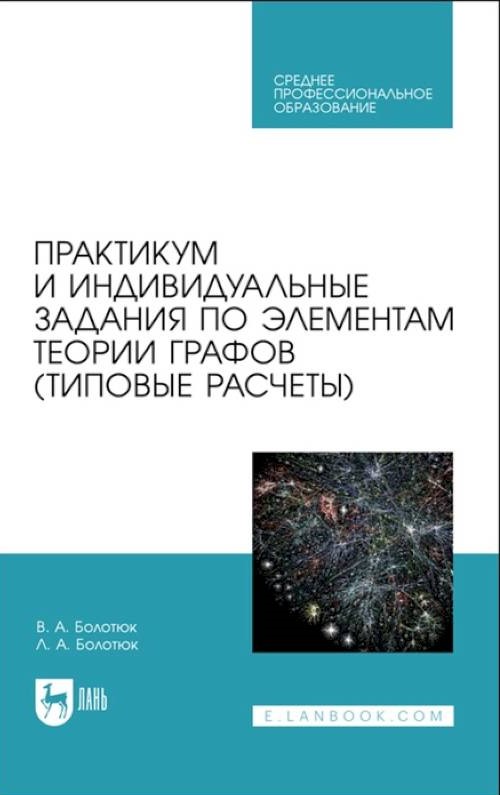 СРЕДНЕЕ
ПРОФЕССИОНАЛЬНОЕ
ОБРАЗОВАНИЕ
ПРАКТИКУМ
И ИНДИВИДУАЛЬНЫЕ
ЗАДАНИЯ ПО ЭЛЕМЕНТАМ
ТЕОРИИ ГРАФОВ
(ТИПОВЫЕ РАСЧЕТЫ)
В. А. Болотюк
Л. А. Болотюк
ЛАНЬ
E.LANBOOK.COM